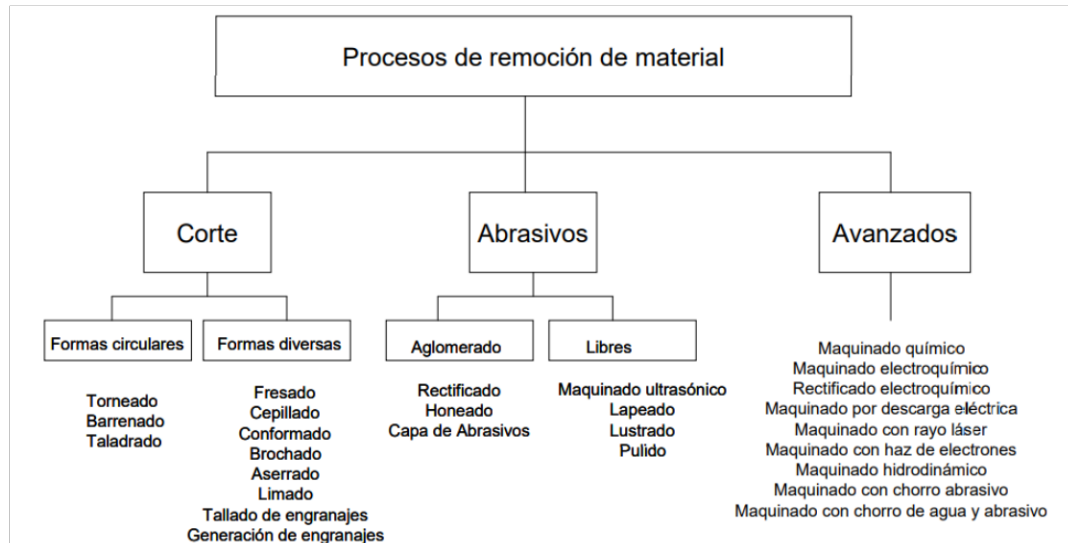 Procesos de remoción de material
Corte
Abrasivos
Avanzados
Formas circulares
Formas diversas
Aglomerado
Libres
Torneado
Barrenado
Taladrado
Fresado
Cepillado
Conformado
Brochado
Aserrado
Limado
Tallado de engranajes
Generación de engranajes
Rectificado
Honeado
Capa de Abrasivos
Maquinado ultrasónico
Lapeado
Lustrado
Pulido
Maquinado químico
Maquinado electroquímico
Rectificado electroquímico
Maquinado por descarga eléctrica
Maquinado con rayo láser
Maquinado con haz de electrones
Maquinado hidrodinámico
Maquinado con chorro abrasivo
Maquinado con chorro de agua y abrasivo